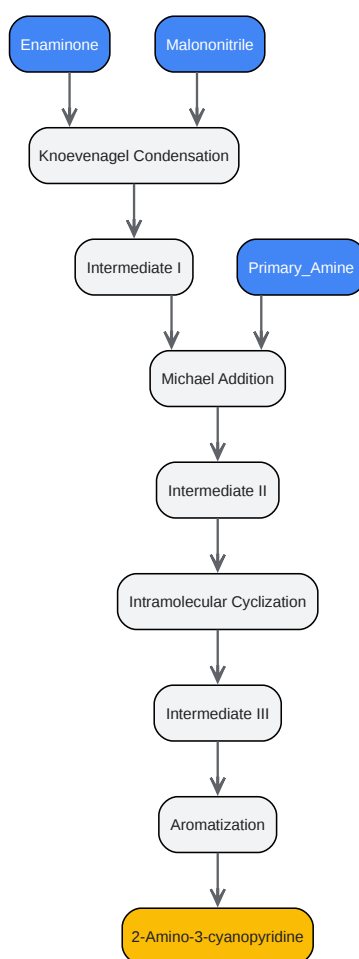 Enaminone
Malononitrile
Knoevenagel Condensation
Intermediate I
Primary_Amine
Michael Addition
Intermediate II
Intramolecular Cyclization
Intermediate III
Aromatization
2-Amino-3-cyanopyridine